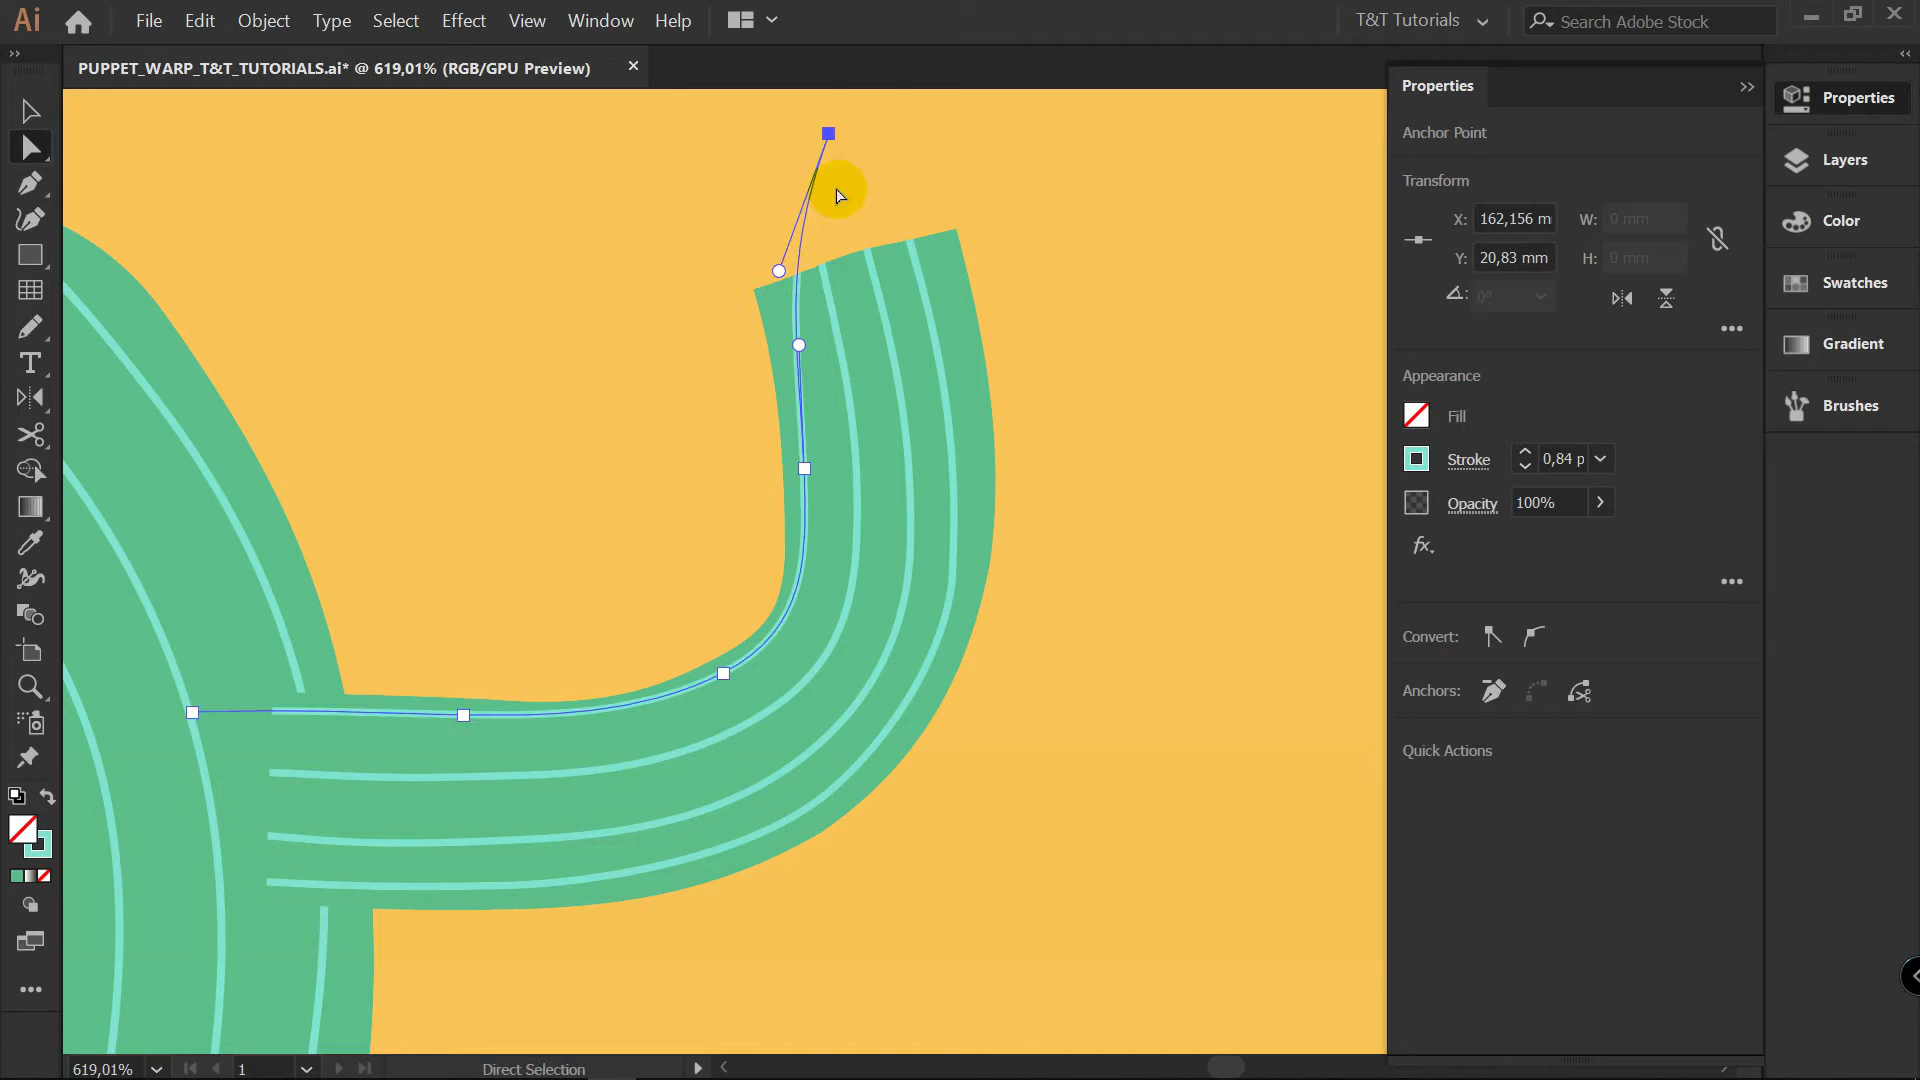 Ai File Edit Object Type Select Effect View Window Help T&T Tutorials Search Adobe Stock
PUPPET_WARP_T&T_TUTORIALS.ai* @ 619,01% (RGB/GPU Preview)
Properties
Anchor Point
Transform
X: 162,156 m W: 0 mm
Y: 20,83 mm H: 0 mm
0°
Appearance
Fill
Stroke 0,84 p
Opacity 100%
fx
Convert:
Anchors:
Quick Actions
Properties
Layers
Color
Swatches
Gradient
Brushes
619,01% 1 Direct Selection